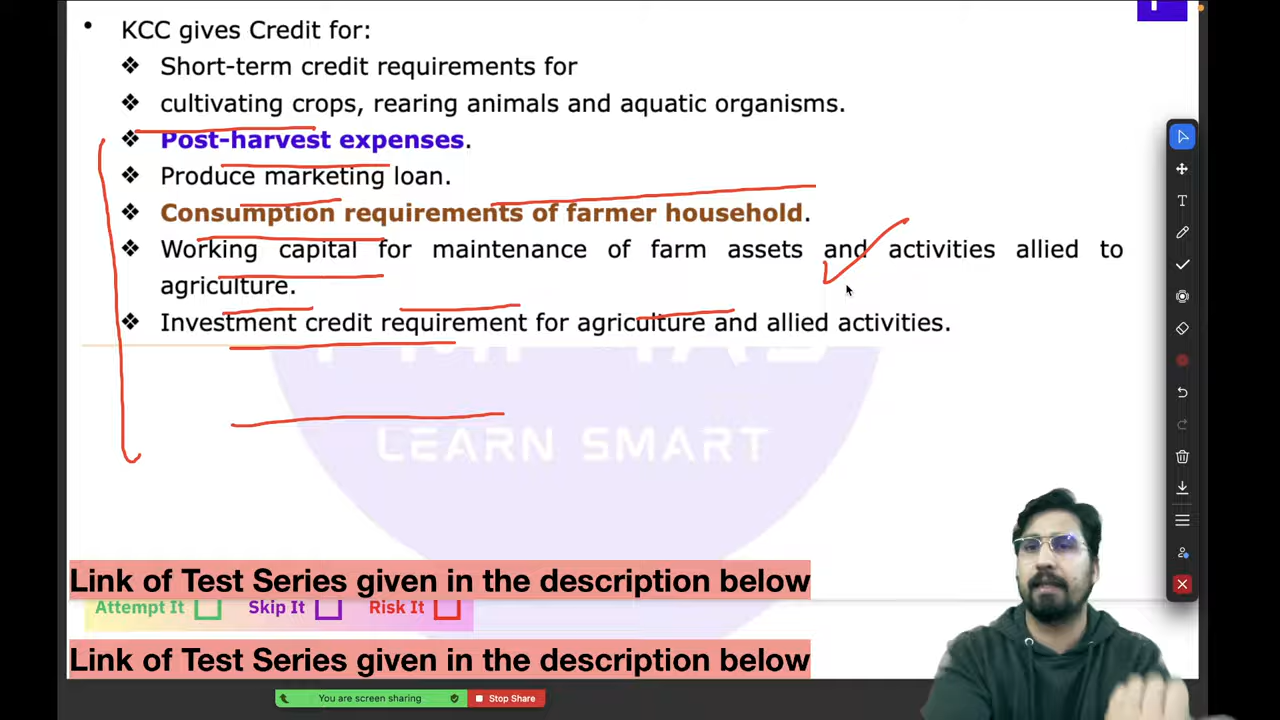 KCC gives Credit for:
Short-term credit requirements for
cultivating crops, rearing animals and aquatic organisms.
Post-harvest expenses.
Produce marketing loan.
Consumption requirements of farmer household.
Working capital for maintenance of farm assets and activities allied to
agriculture.
Investment credit requirement for agriculture and allied activities.
LEARN SMART
Link of Test Series given in the description below
Attempt It Skip It Risk It
Link of Test Series given in the description below
You are screen sharing Stop Share